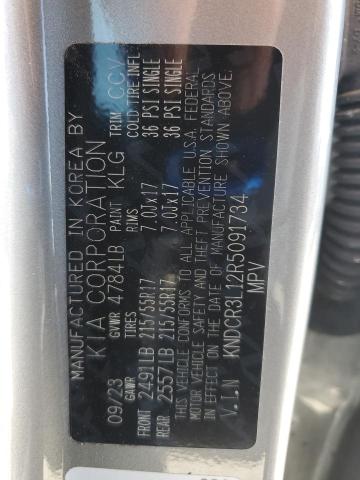 MANUFACTURED IN KOREA BY
KIA CORPORATION
09/23 GVWR 4784LB PAINT KLG TRIM CCV
GAWR TIRES RIMS COLD TIRE INFL
FRONT 2491LB 215/55R17 7.0Jx17 36 PSI SINGLE
REAR 2557LB 215/55R17 7.0Jx17 36 PSI SINGLE
THIS VEHICLE CONFORMS TO ALL APPLICABLE U.S.A. FEDERAL
MOTOR VEHICLE SAFETY AND THEFT PREVENTION STANDARDS
IN EFFECT ON THE DATE OF MANUFACTURE SHOWN ABOVE.
V.I.N KNDCR3L12R5091734
MPV